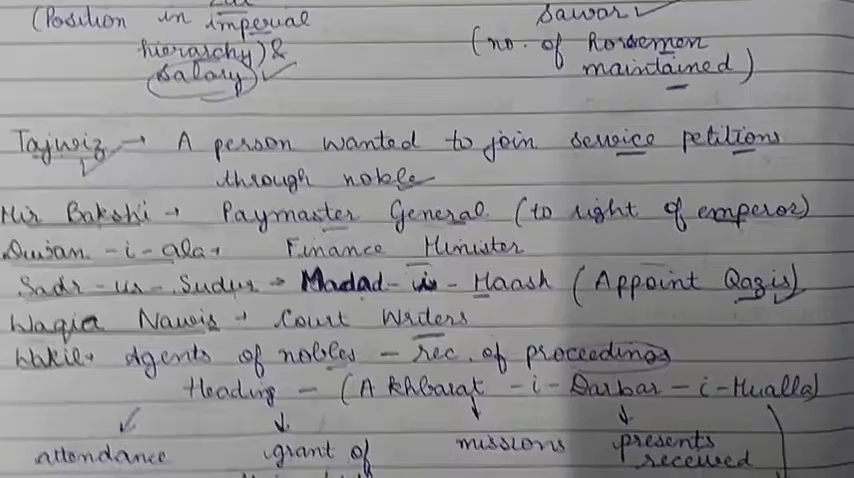 (Position in imperial
hierarchy) &
Salary)
Sawar
(no. of Horsemen
maintained)
Tajwiz → A person wanted to join service petitions
through noble
Mir Bakshi → Paymaster General (to right of emperor)
Diwan-i-ala → Finance Minister
Sadr-us-Sudur → Madad-i-Maash (Appoint Qazis)
Waqia Nawis → Court Writers
Wakil → Agents of nobles - rec. of proceedings
Heading - (Akhbarat-i-Darbar-i-Mualla)
attendance
grant of
missions
presents
received